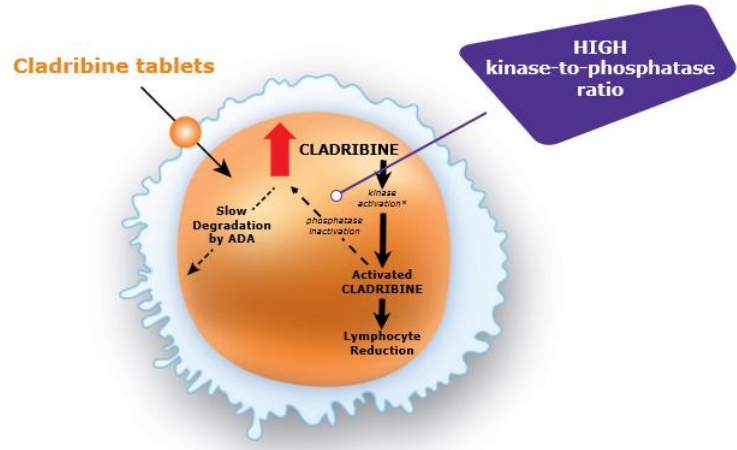 Cladribine tablets
HIGH
kinase-to-phosphatase
ratio
CLADRIBINE
kinase
activation*
Slow
Degradation
by ADA
phosphatase
inactivation
Activated
CLADRIBINE
Lymphocyte
Reduction